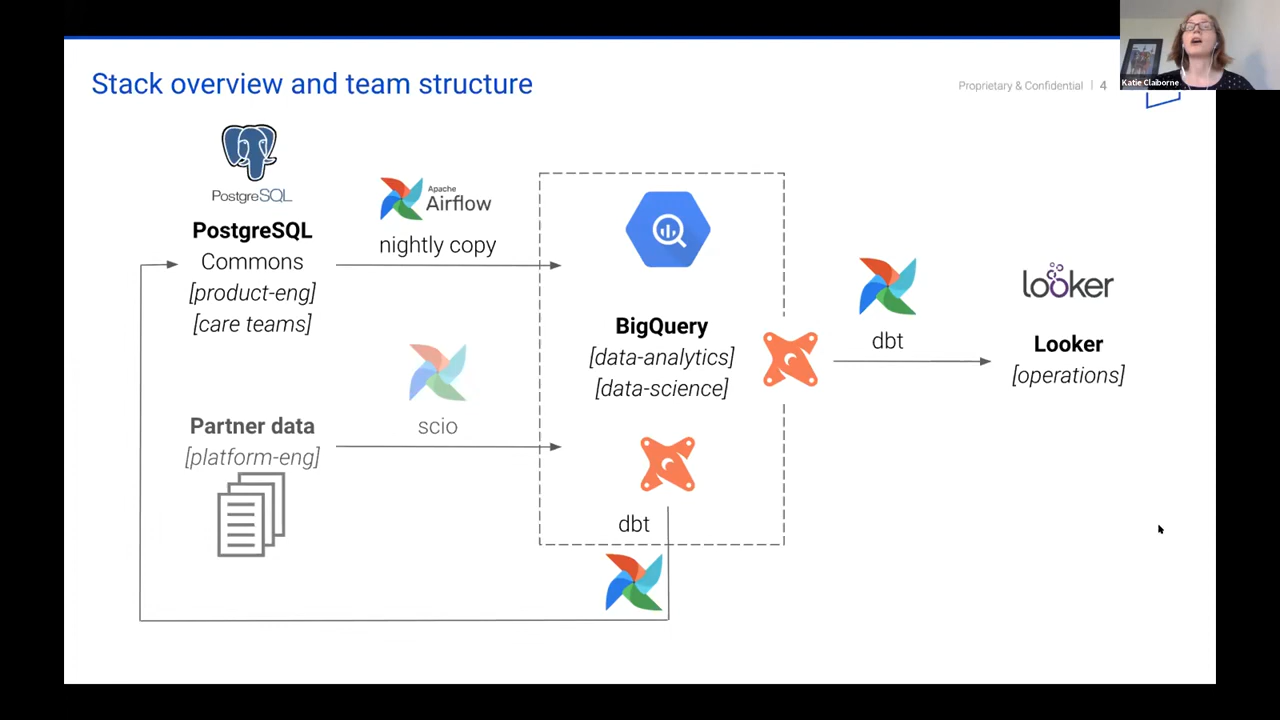 Stack overview and team structure
Proprietary & Confidential | 4
Katie Claiborne
PostgreSQL
PostgreSQL
Commons
[product-eng]
[care teams]
Apache
Airflow
nightly copy
Partner data
[platform-eng]
scio
BigQuery
[data-analytics]
[data-science]
dbt
dbt
looker
Looker
[operations]